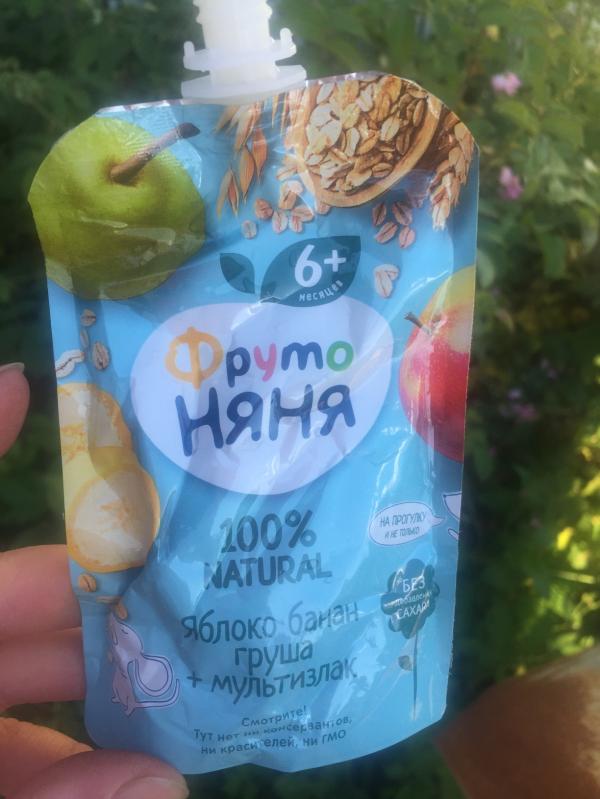 6+
месяцев
Фруто
НЯНЯ
100%
NATURAL
НА ПРОГУЛКУ
И НЕ ТОЛЬКО
БЕЗ
добавления
САХАРА
яблоко-банан
груша
+ мультизлак
Смотрите!
Тут нет ни консервантов,
ни красителей, ни ГМО